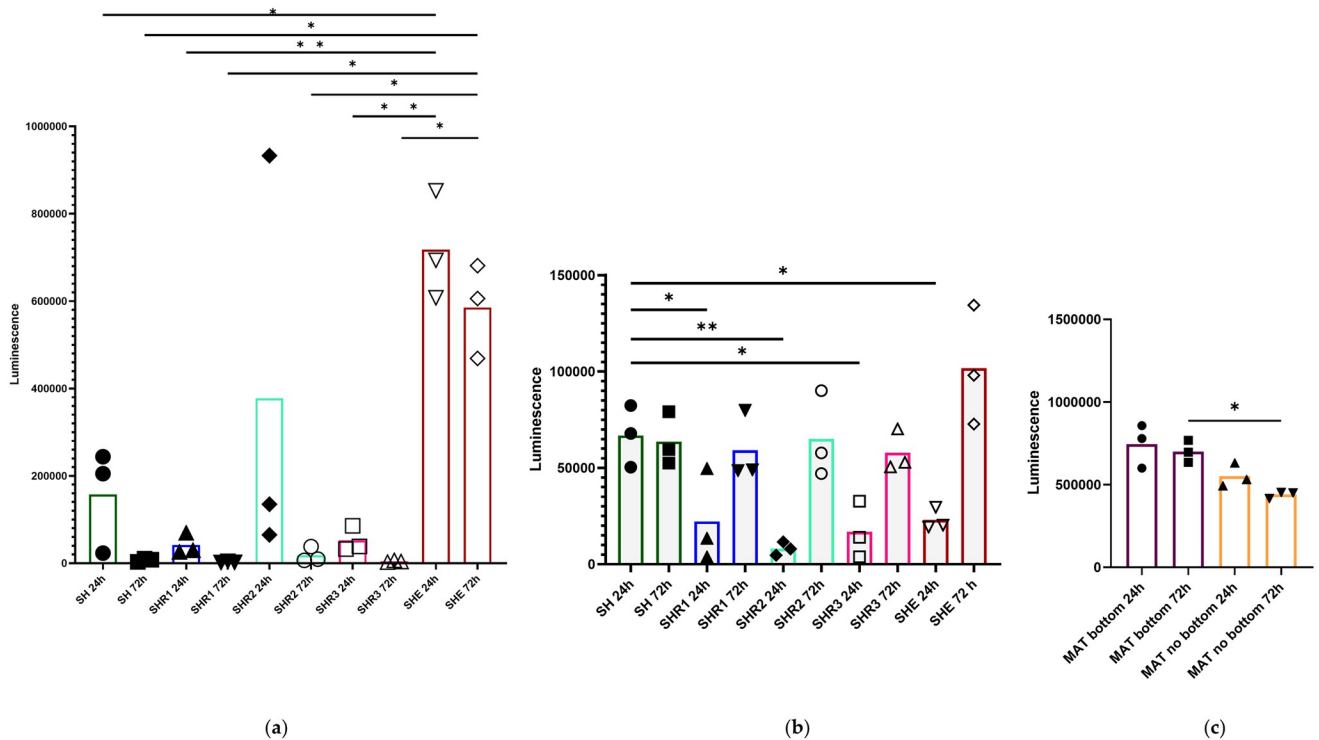 *
*
* *
*
*
* *
*
Luminescence
1000000
800000
600000
400000
200000
0
SH 24h
SH 72h
SHR1 24h
SHR1 72h
SHR2 24h
SHR2 72h
SHR3 24h
SHR3 72h
SHE 24h
SHE 72h
(a)
*
*
**
*
Luminescence
150000
100000
50000
0
SH 24h
SH 72h
SHR1 24h
SHR1 72h
SHR2 24h
SHR2 72h
SHR3 24h
SHR3 72h
SHE 24h
SHE 72 h
(b)
*
Luminescence
1500000
1000000
500000
0
MAT bottom 24h
MAT bottom 72h
MAT no bottom 24h
MAT no bottom 72h
(c)